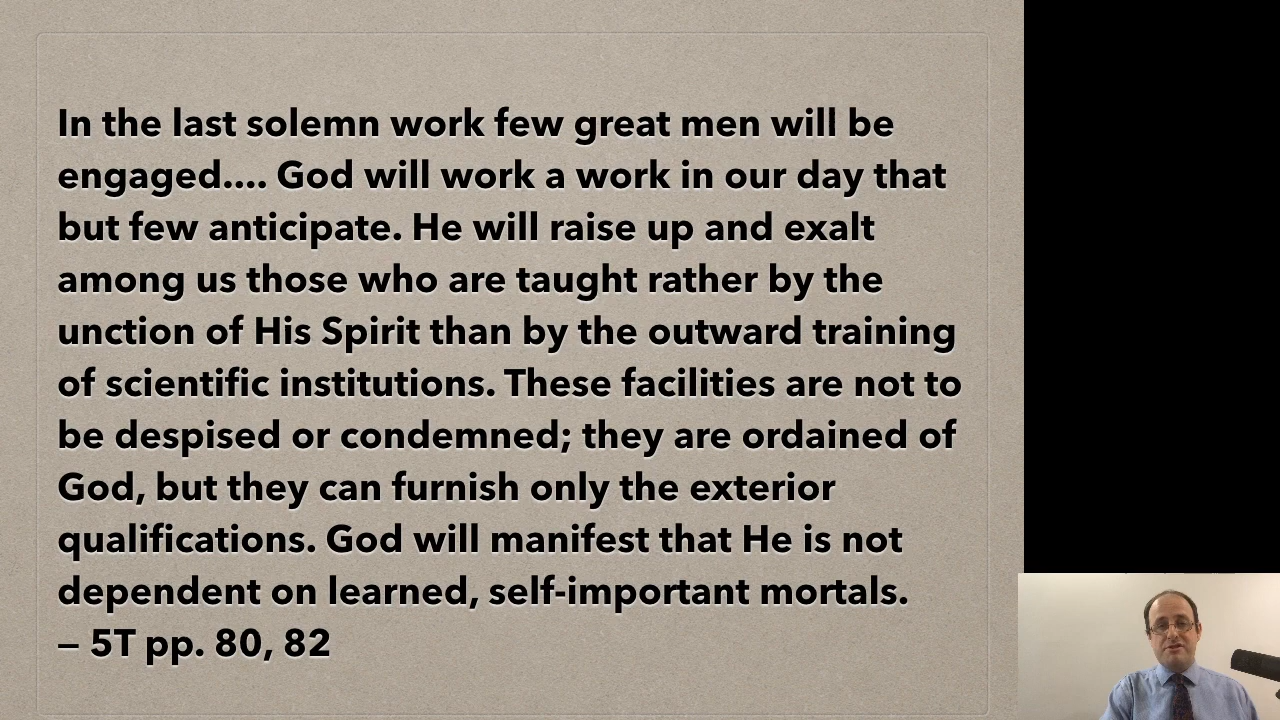 In the last solemn work few great men will be
engaged.... God will work a work in our day that
but few anticipate. He will raise up and exalt
among us those who are taught rather by the
unction of His Spirit than by the outward training
of scientific institutions. These facilities are not to
be despised or condemned; they are ordained of
God, but they can furnish only the exterior
qualifications. God will manifest that He is not
dependent on learned, self-important mortals.
– 5T pp. 80, 82